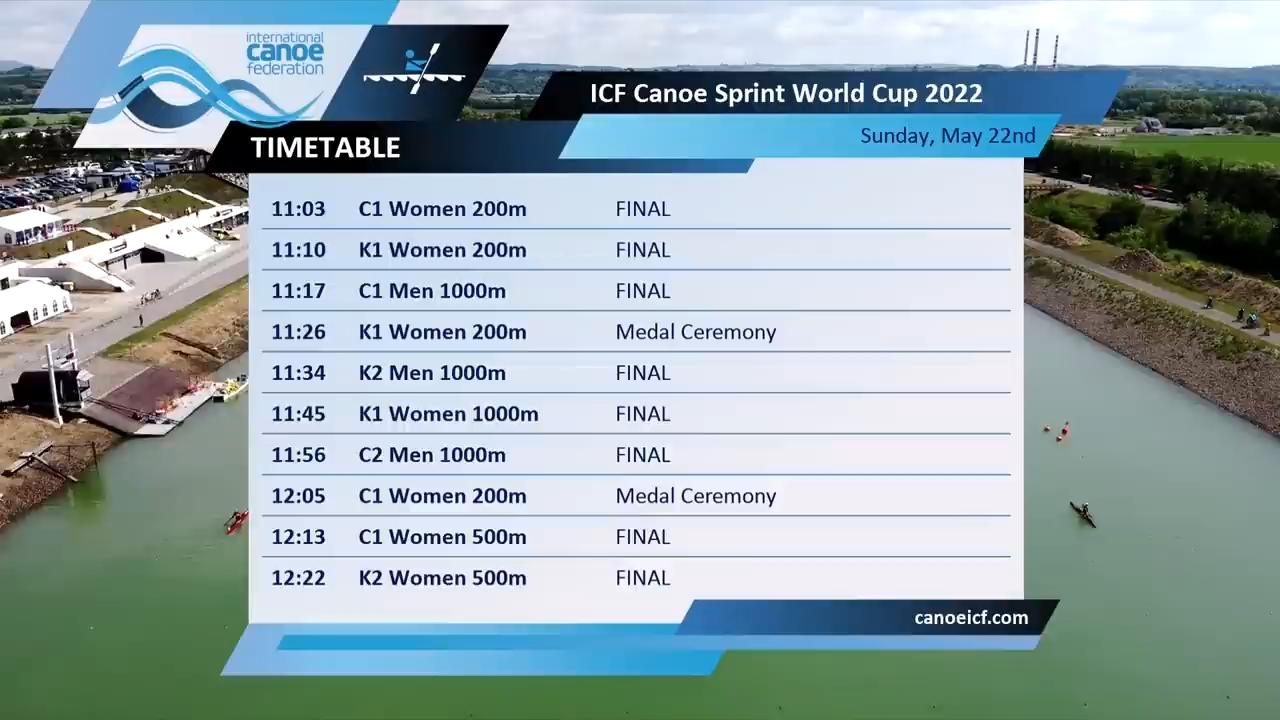 international
canoe
federation
ICF Canoe Sprint World Cup 2022
Sunday, May 22nd
TIMETABLE
11:03 C1 Women 200m FINAL
11:10 K1 Women 200m FINAL
11:17 C1 Men 1000m FINAL
11:26 K1 Women 200m Medal Ceremony
11:34 K2 Men 1000m FINAL
11:45 K1 Women 1000m FINAL
11:56 C2 Men 1000m FINAL
12:05 C1 Women 200m Medal Ceremony
12:13 C1 Women 500m FINAL
12:22 K2 Women 500m FINAL
canoeicf.com